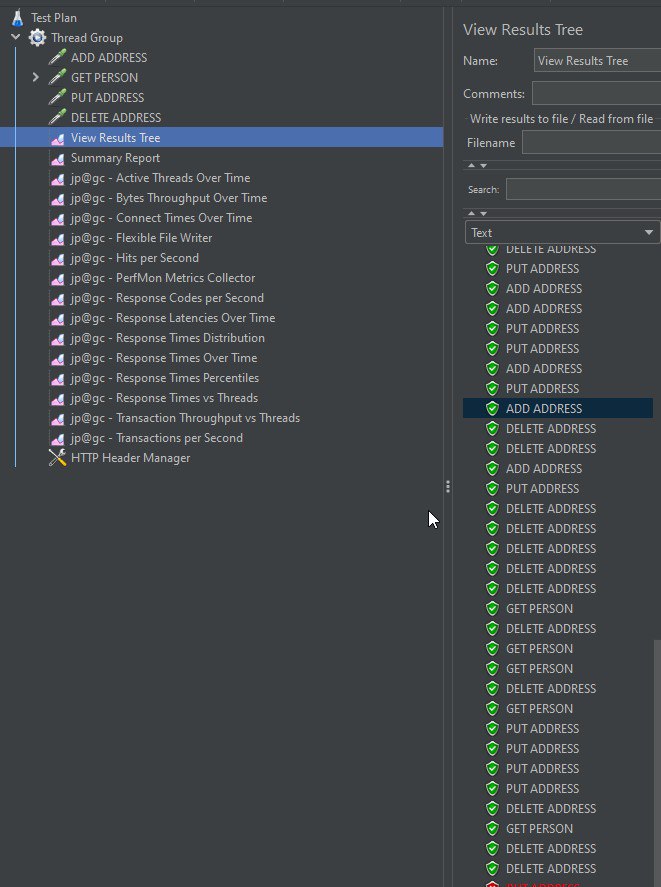 Test Plan
Thread Group
ADD ADDRESS
GET PERSON
PUT ADDRESS
DELETE ADDRESS
View Results Tree
Summary Report
jp@gc - Active Threads Over Time
jp@gc - Bytes Throughput Over Time
jp@gc - Connect Times Over Time
jp@gc - Flexible File Writer
jp@gc - Hits per Second
jp@gc - PerfMon Metrics Collector
jp@gc - Response Codes per Second
jp@gc - Response Latencies Over Time
jp@gc - Response Times Distribution
jp@gc - Response Times Over Time
jp@gc - Response Times Percentiles
jp@gc - Response Times vs Threads
jp@gc - Transaction Throughput vs Threads
jp@gc - Transactions per Second
HTTP Header Manager
View Results Tree
Name: View Results Tree
Comments:
Write results to file / Read from file
Filename
Search:
Text
DELETE ADDRESS
PUT ADDRESS
ADD ADDRESS
ADD ADDRESS
PUT ADDRESS
PUT ADDRESS
ADD ADDRESS
PUT ADDRESS
ADD ADDRESS
DELETE ADDRESS
DELETE ADDRESS
ADD ADDRESS
PUT ADDRESS
DELETE ADDRESS
DELETE ADDRESS
DELETE ADDRESS
DELETE ADDRESS
DELETE ADDRESS
GET PERSON
DELETE ADDRESS
GET PERSON
GET PERSON
DELETE ADDRESS
GET PERSON
PUT ADDRESS
PUT ADDRESS
PUT ADDRESS
PUT ADDRESS
DELETE ADDRESS
GET PERSON
DELETE ADDRESS
DELETE ADDRESS
PUT ADDRESS